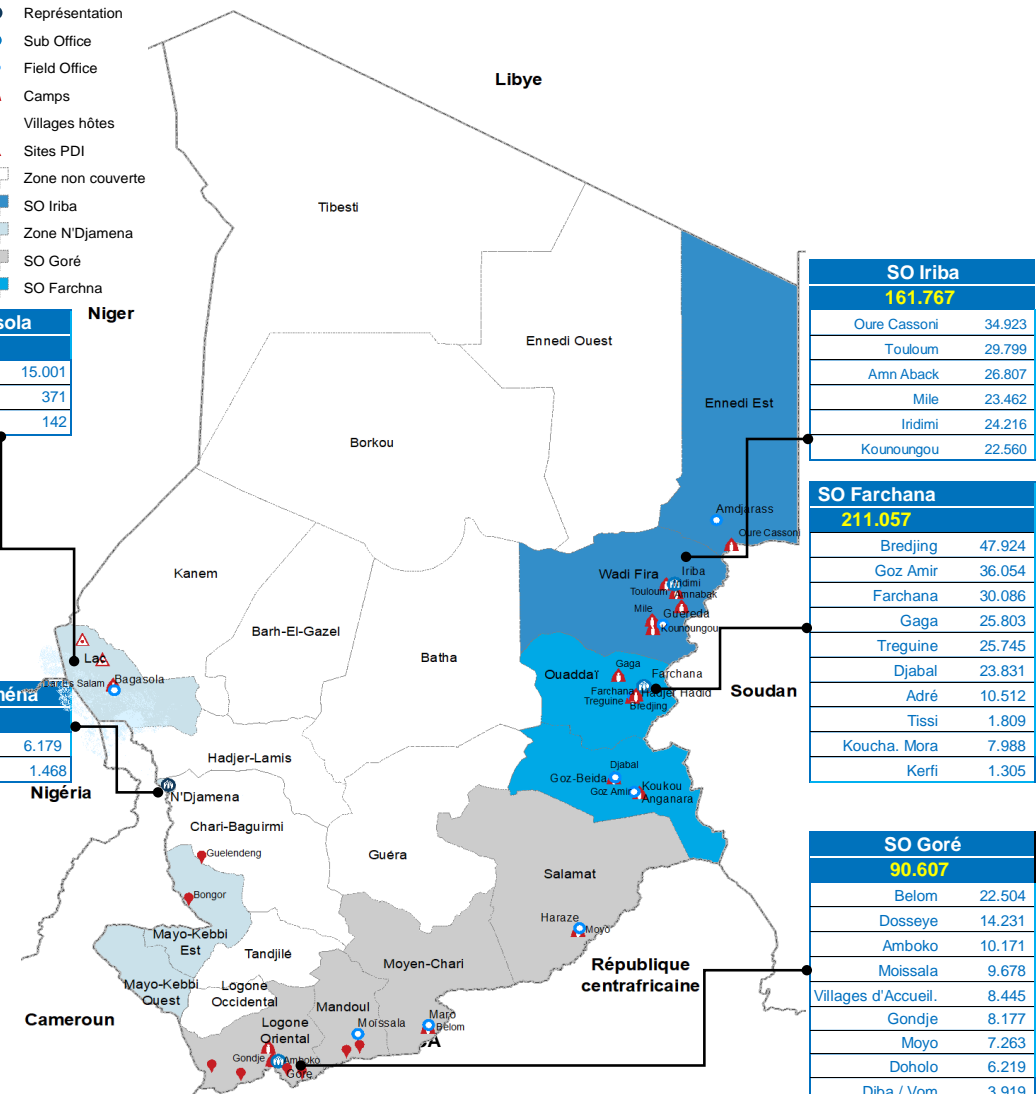 Représentation
Sub Office
Field Office
Camps
Villages hôtes
Sites PDI
Zone non couverte
SO Iriba
Zone N'Djamena
SO Goré
SO Farchna
Libye
Niger
Tibesti
Ennedi Ouest
Ennedi Est
Borkou
Amdjarass
Oure Cassoni
Kanem
Wadi Fira
Iriba
Iridimi
Touloum
Amnabak
Mile
Guereda
Kounoungou
Barh-El-Gazel
Batha
Lac
Bagasola
Ouaddaï
Gaga
Farchana
Farchana
Hadjer Hadid
Treguine
Bredjing
Soudan
Hadjer-Lamis
Djabal
Goz-Beida
Goz Amir
Koukou
Anganara
Nigéria
N'Djamena
Chari-Baguirmi
Guelendeng
Guéra
Salamat
Bongor
Haraze
Moyo
Mayo-Kebbi
Est
Tandjilé
Moyen-Chari
République
centrafricaine
Mayo-Kebbi
Ouest
Logone
Occidental
Mandoul
Cameroun
Logone
Oriental
Moïssala
Maro
Belom
Gondje
Amboko
Gore
15.001
371
142
6.179
1.468
SO Iriba
161.767
Oure Cassoni 34.923
Touloum 29.799
Amn Aback 26.807
Mile 23.462
Iridimi 24.216
Kounoungou 22.560
SO Farchana
211.057
Bredjing 47.924
Goz Amir 36.054
Farchana 30.086
Gaga 25.803
Treguine 25.745
Djabal 23.831
Adré 10.512
Tissi 1.809
Koucha. Mora 7.988
Kerfi 1.305
SO Goré
90.607
Belom 22.504
Dosseye 14.231
Amboko 10.171
Moissala 9.678
Villages d'Accueil. 8.445
Gondje 8.177
Moyo 7.263
Doholo 6.219
Diba / Vom 3.919